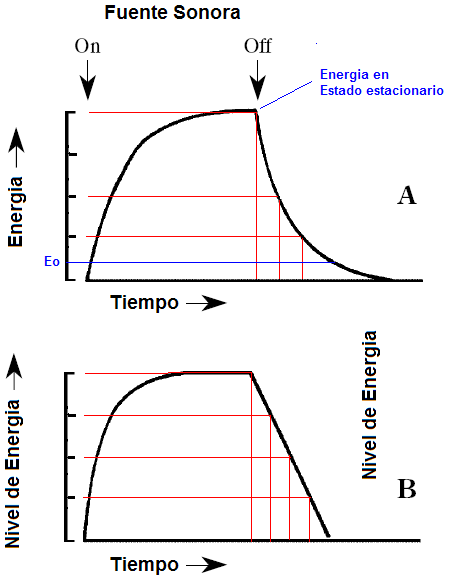 Fuente Sonora
On
Off
Energia en
Estado estacionario
Energia
A
Eo
Tiempo
Nivel de Energia
Nivel de Energia
B
Tiempo